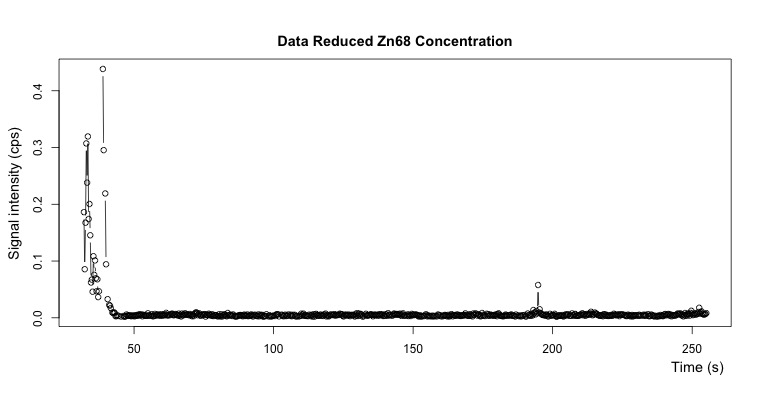 Data Reduced Zn68 Concentration
Signal intensity (cps)
0.4
0.3
0.2
0.1
0.0
50 100 150 200 250
Time (s)